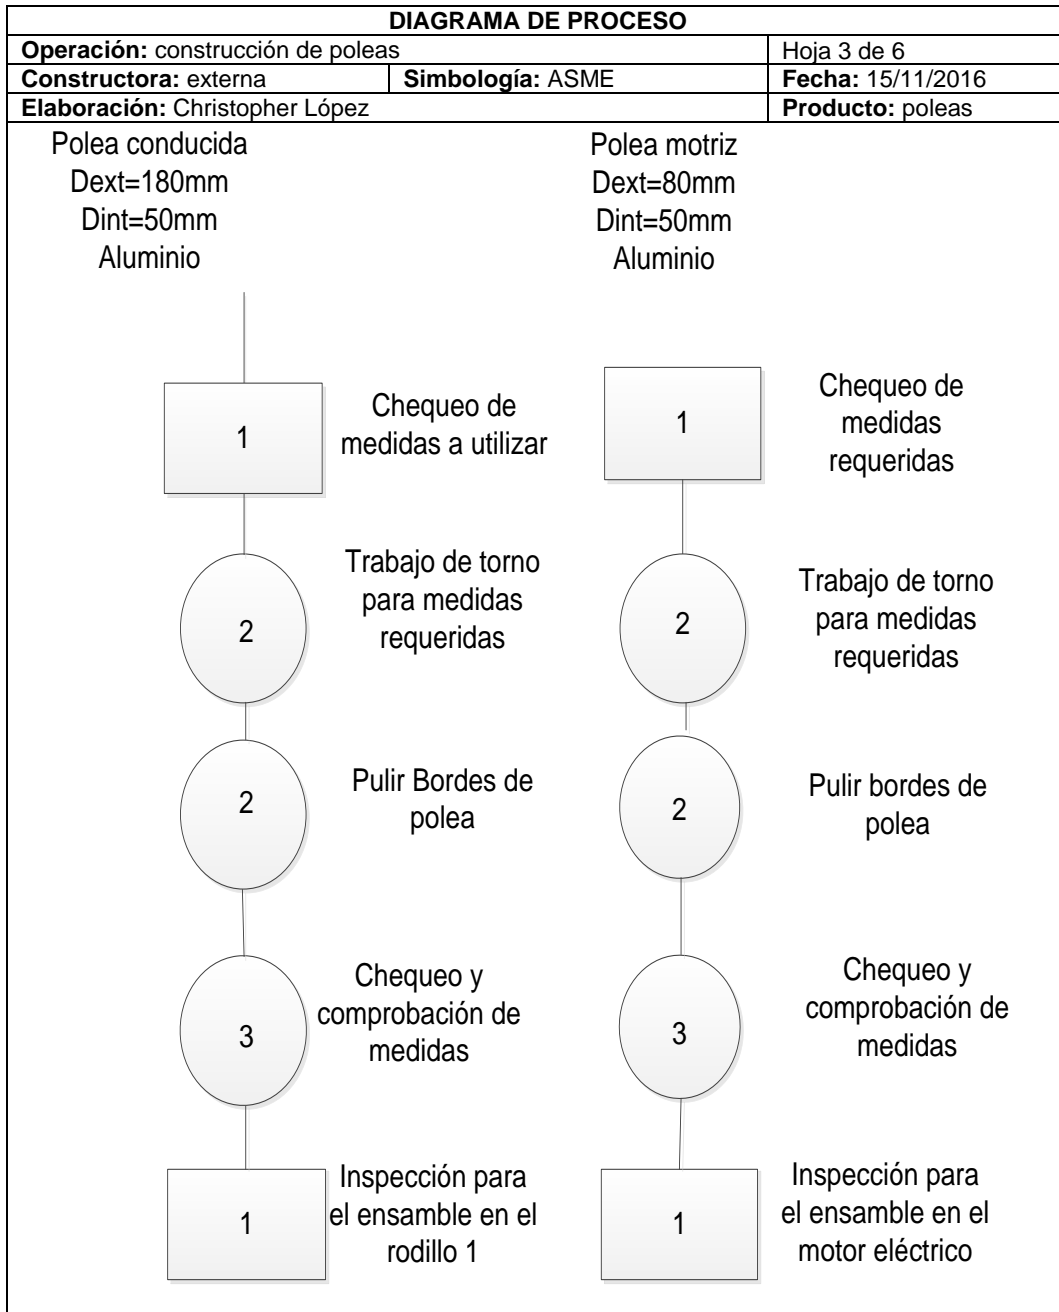 DIAGRAMA DE PROCESO
Operación: construcción de poleas
Hoja 3 de 6
Constructora: externa
Simbología: ASME
Fecha: 15/11/2016
Elaboración: Christopher López
Producto: poleas
Polea conducida
Dext=180mm
Dint=50mm
Aluminio
1
Chequeo de
medidas a utilizar
2
Trabajo de torno
para medidas
requeridas
2
Pulir Bordes de
polea
3
Chequeo y
comprobación de
medidas
1
Inspección para
el ensamble en el
rodillo 1
Polea motriz
Dext=80mm
Dint=50mm
Aluminio
1
Chequeo de
medidas
requeridas
2
Trabajo de torno
para medidas
requeridas
2
Pulir bordes de
polea
3
Chequeo y
comprobación de
medidas
1
Inspección para
el ensamble en el
motor eléctrico